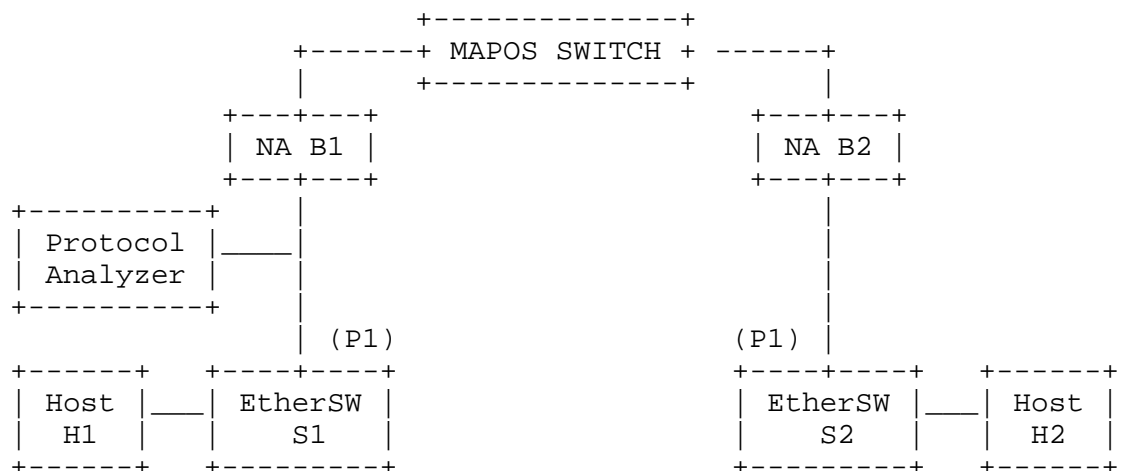 MAPOS SWITCH
NA B1 NA B2
Protocol
Analyzer
(P1) (P1)
Host EtherSW EtherSW Host
H1 S1 S2 H2